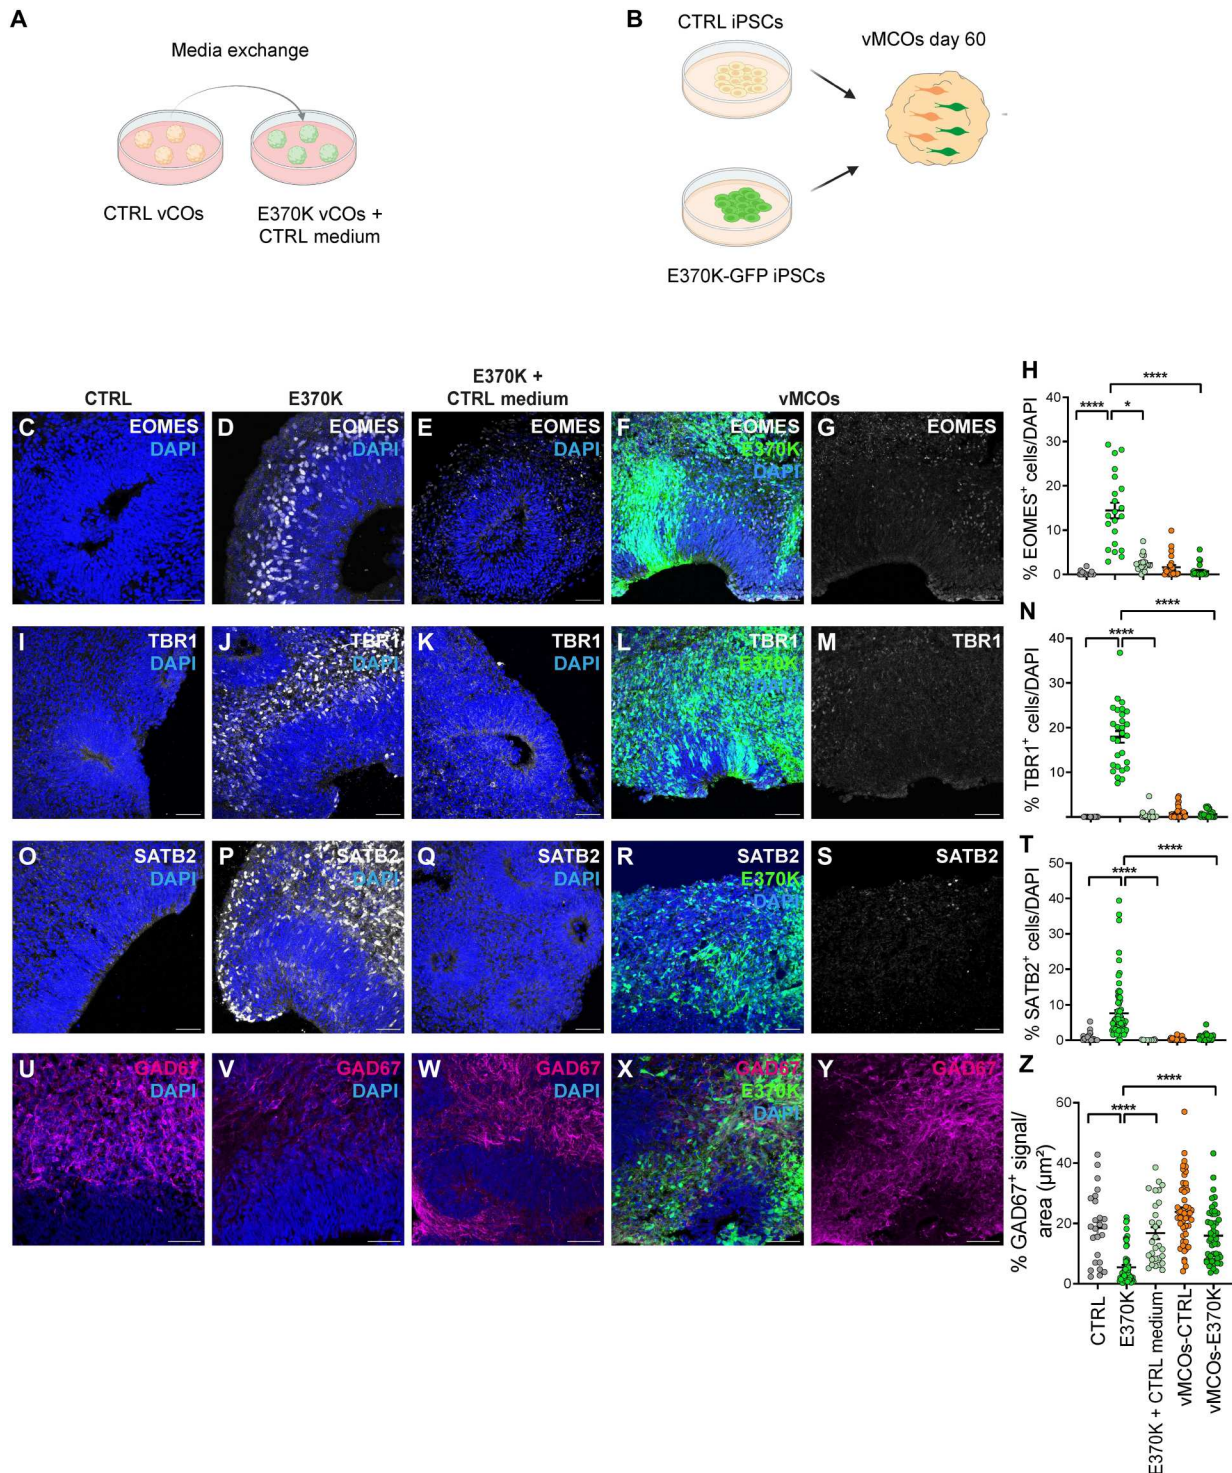 A
Media exchange
CTRL vCOs
E370K vCOs +
CTRL medium
B
CTRL iPSCs
vMCOs day 60
E370K-GFP iPSCs
CTRL
E370K
E370K +
CTRL medium
vMCOs
C
EOMES
DAPI
D
EOMES
DAPI
E
EOMES
DAPI
F
EOMES
E370K
DAPI
G
EOMES
H
% EOMES⁺ cells/DAPI
40
30
20
10
0
****
*
****
I
TBR1
DAPI
J
TBR1
DAPI
K
TBR1
DAPI
L
TBR1
E370K
DAPI
M
TBR1
N
% TBR1⁺ cells/DAPI
40
30
20
10
****
****
O
SATB2
DAPI
P
SATB2
DAPI
Q
SATB2
DAPI
R
SATB2
E370K
DAPI
S
SATB2
T
% SATB2⁺ cells/DAPI
50
40
30
20
10
0
****
****
U
GAD67
DAPI
V
GAD67
DAPI
W
GAD67
DAPI
X
GAD67
E370K
DAPI
Y
GAD67
Z
% GAD67⁺ signal/
area (µm²)
60
40
20
0
****
****
CTRL
E370K
E370K + CTRL medium
vMCOs-CTRL
vMCOs-E370K